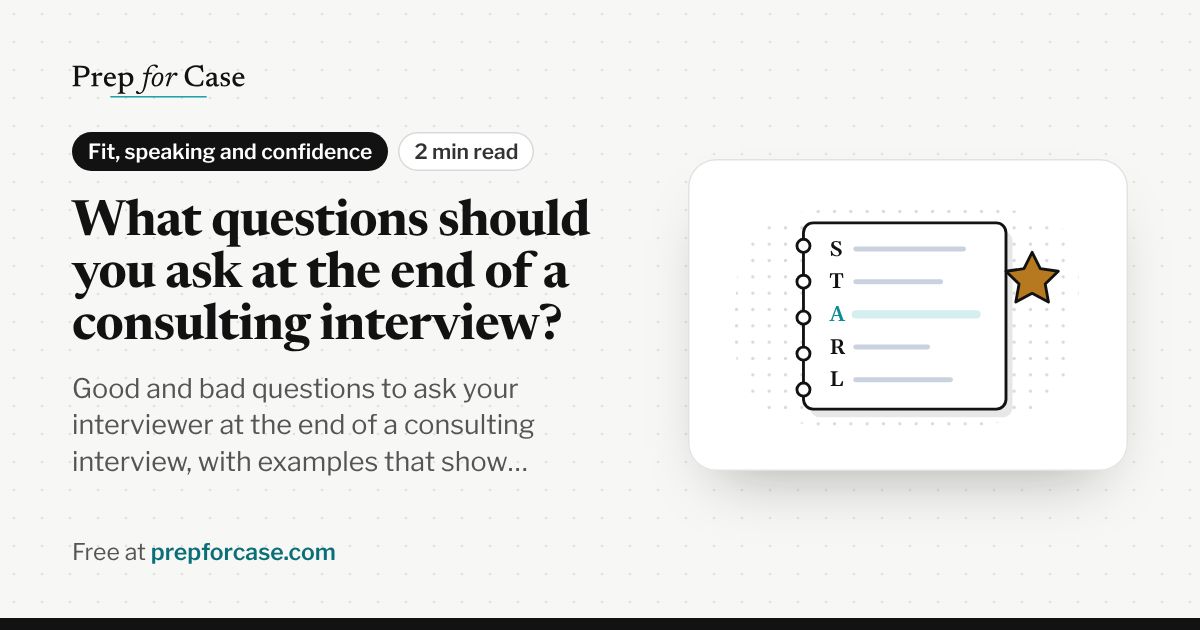 Prep for Case
Fit, speaking and confidence
2 min read
What questions should
you ask at the end of a
consulting interview?
Good and bad questions to ask your
interviewer at the end of a consulting
interview, with examples that show...
Free at prepforcase.com
S
T
A
R
L